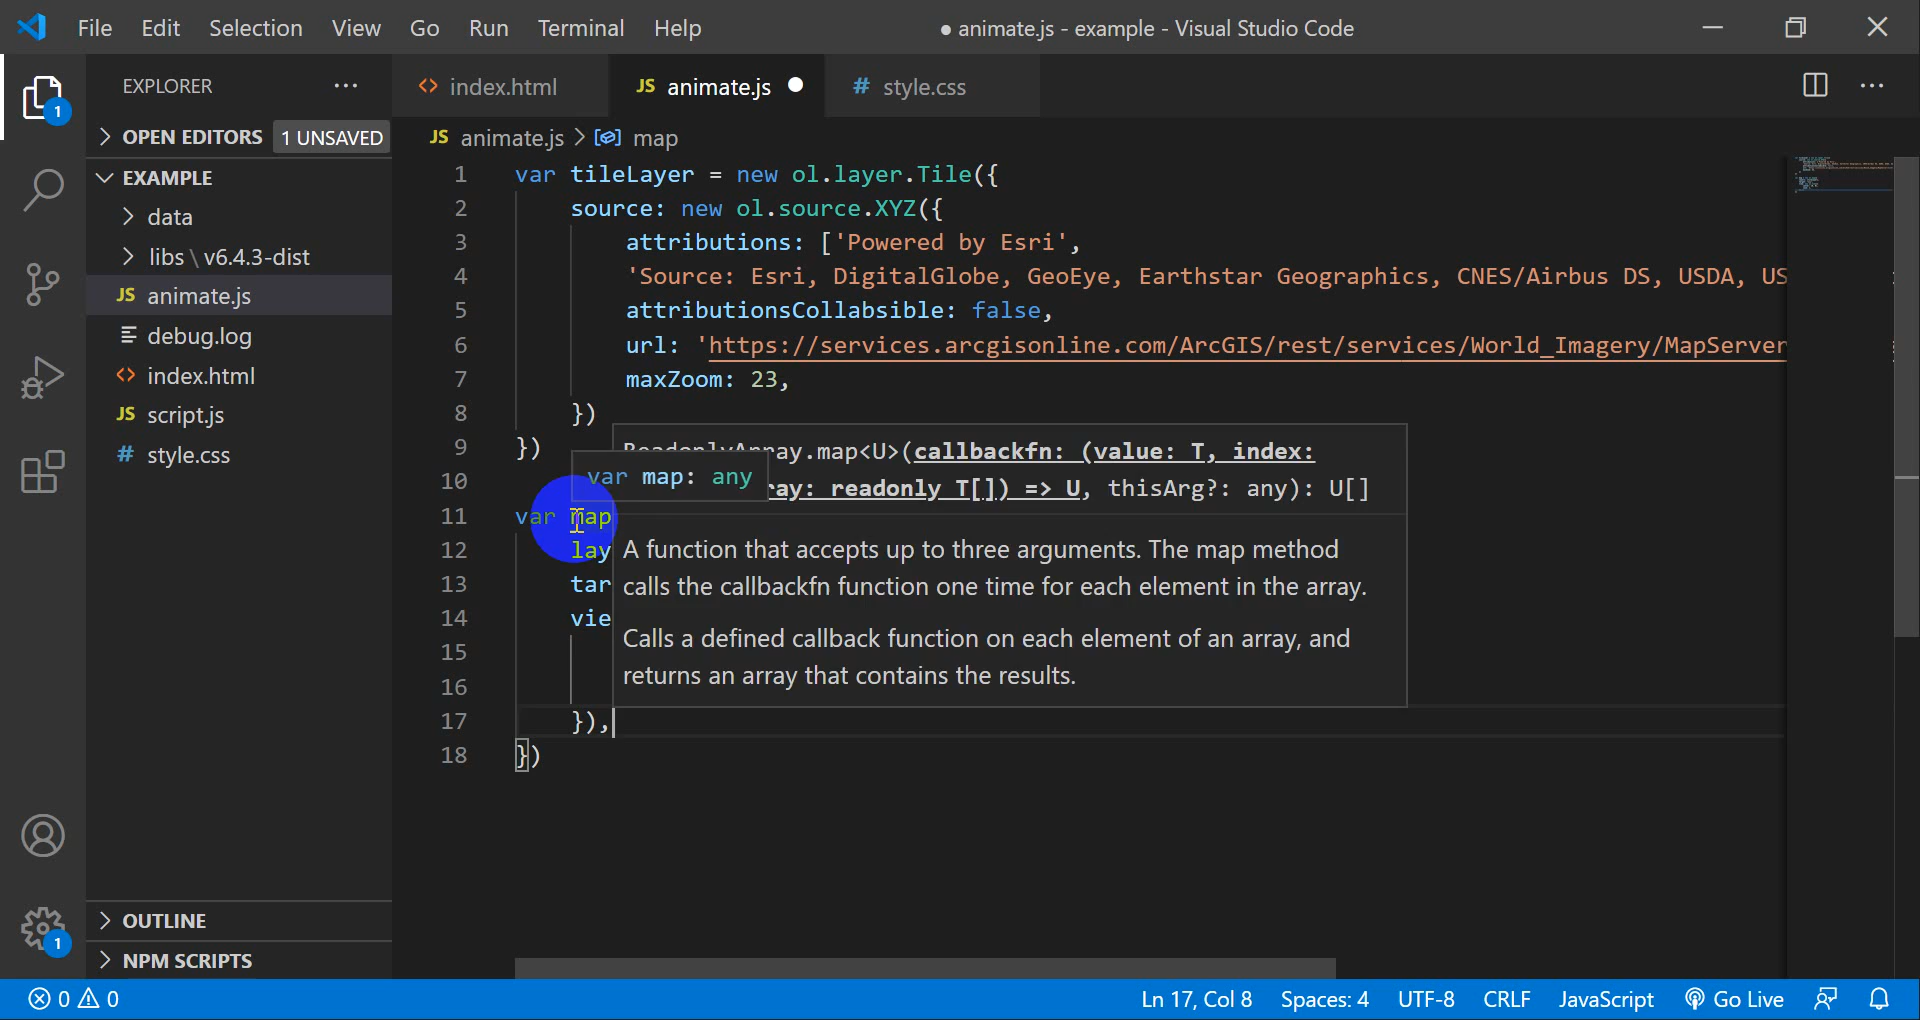 File Edit Selection View Go Run Terminal Help ● animate.js - example - Visual Studio Code
EXPLORER ··· <> index.html JS animate.js ● # style.css ···
1
> OPEN EDITORS 1 UNSAVED
JS animate.js > map
EXAMPLE
> data
> libs \ v6.4.3-dist
JS animate.js
debug.log
<> index.html
JS script.js
# style.css
1 var tileLayer = new ol.layer.Tile({
2 source: new ol.source.XYZ({
3 attributions: ['Powered by Esri',
4 'Source: Esri, DigitalGlobe, GeoEye, Earthstar Geographics, CNES/Airbus DS, USDA, US
5 attributionsCollabsible: false,
6 url: 'https://services.arcgisonline.com/ArcGIS/rest/services/World_Imagery/MapServer
7 maxZoom: 23,
8 })
9 })
10
11 var map
12 lay
13 tar
14 vie
15
16
17 }),
18 })
ReadonlyArray.map<U>(callbackfn: (value: T, index:
ray: readonly T[]) => U, thisArg?: any): U[]
var map: any
A function that accepts up to three arguments. The map method
calls the callbackfn function one time for each element in the array.
Calls a defined callback function on each element of an array, and
returns an array that contains the results.
> OUTLINE
1
> NPM SCRIPTS
0 0 Ln 17, Col 8 Spaces: 4 UTF-8 CRLF JavaScript Go Live